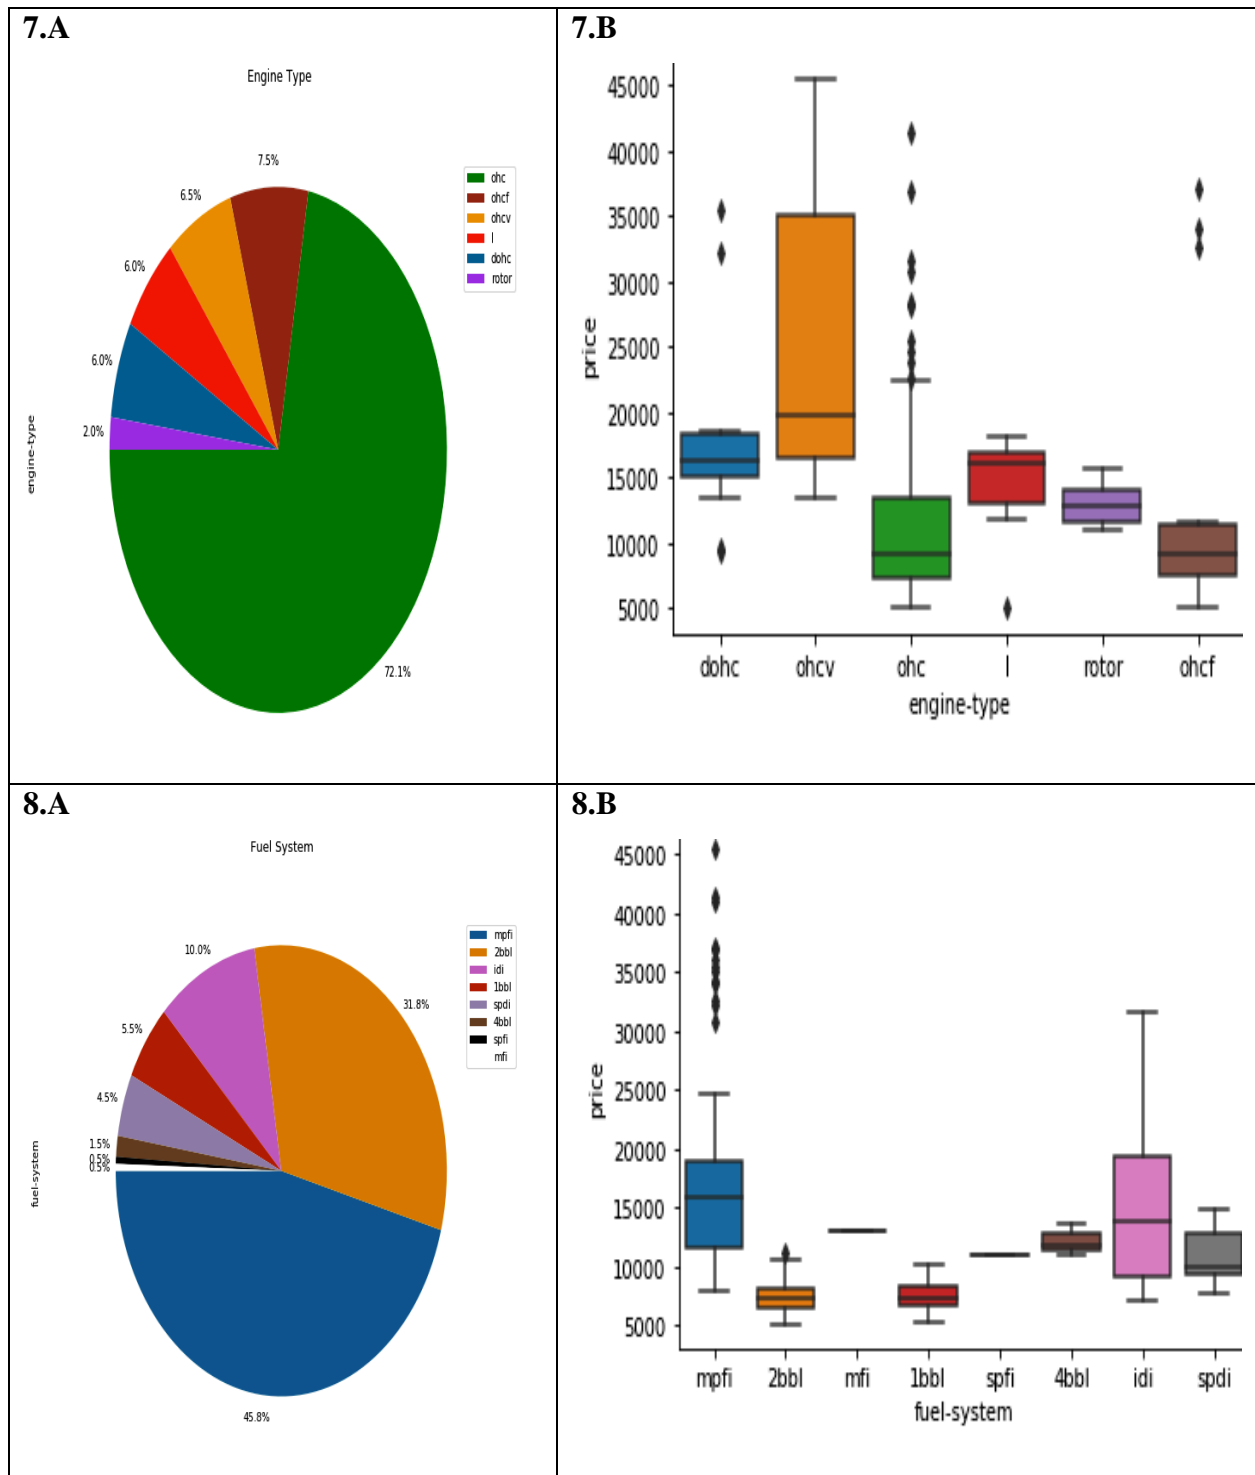 7.A
Engine Type
7.5%
6.5%
6.0%
6.0%
2.0%
72.1%
engine-type
ohc
ohcf
ohcv
l
dohc
rotor
7.B
45000
40000
35000
30000
25000
20000
15000
10000
5000
price
dohc ohcv ohc l rotor ohcf
engine-type
8.A
Fuel System
10.0%
31.8%
5.5%
4.5%
1.5%
0.5%
0.5%
45.8%
fuel-system
mpfi
2bbl
idi
1bbl
spdi
4bbl
spfi
mfi
8.B
45000
40000
35000
30000
25000
20000
15000
10000
5000
price
mpfi 2bbl mfi 1bbl spfi 4bbl idi spdi
fuel-system